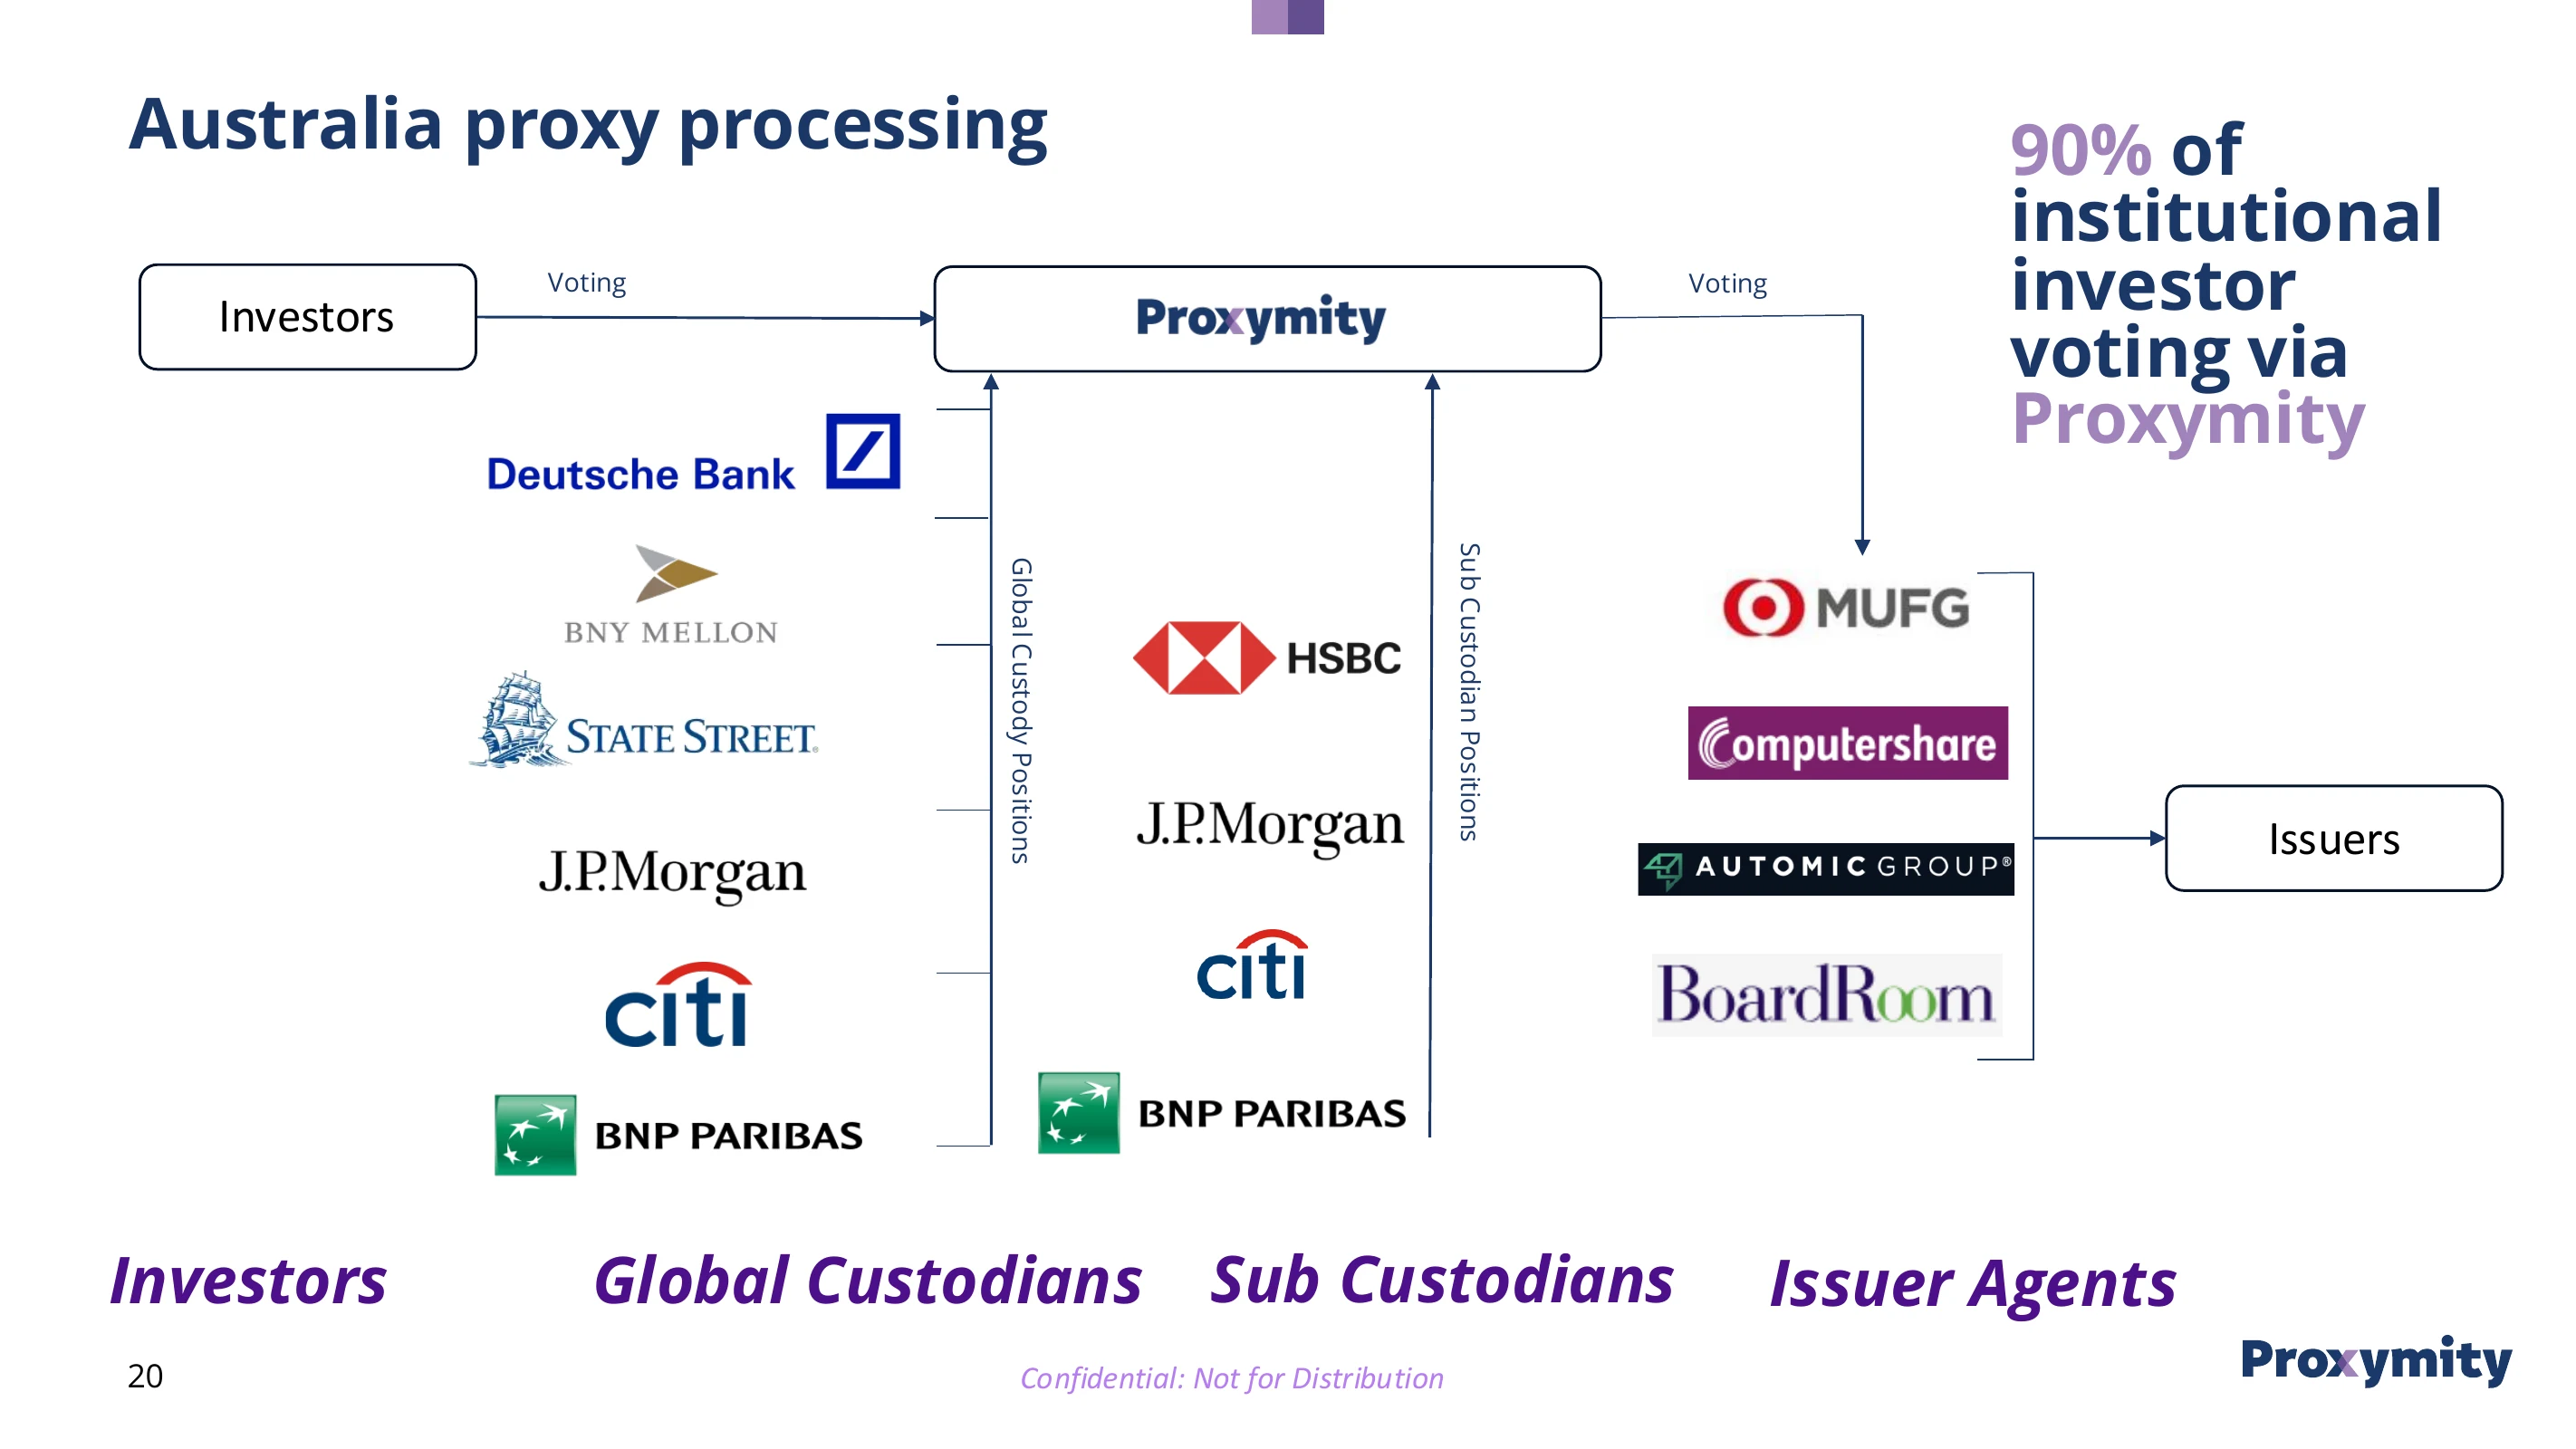 Australia proxy processing
90% of
institutional
investor
voting via
Proxymity
Investors
Voting
Proxymity
Voting
Deutsche Bank
BNY MELLON
STATE STREET.
J.P.Morgan
citi
BNP PARIBAS
Global Custody Positions
HSBC
J.P.Morgan
citi
BNP PARIBAS
Sub Custodian Positions
MUFG
Computershare
AUTOMIC GROUP®
BoardRoom
Issuers
Investors
Global Custodians
Sub Custodians
Issuer Agents
20
Confidential: Not for Distribution
Proxymity